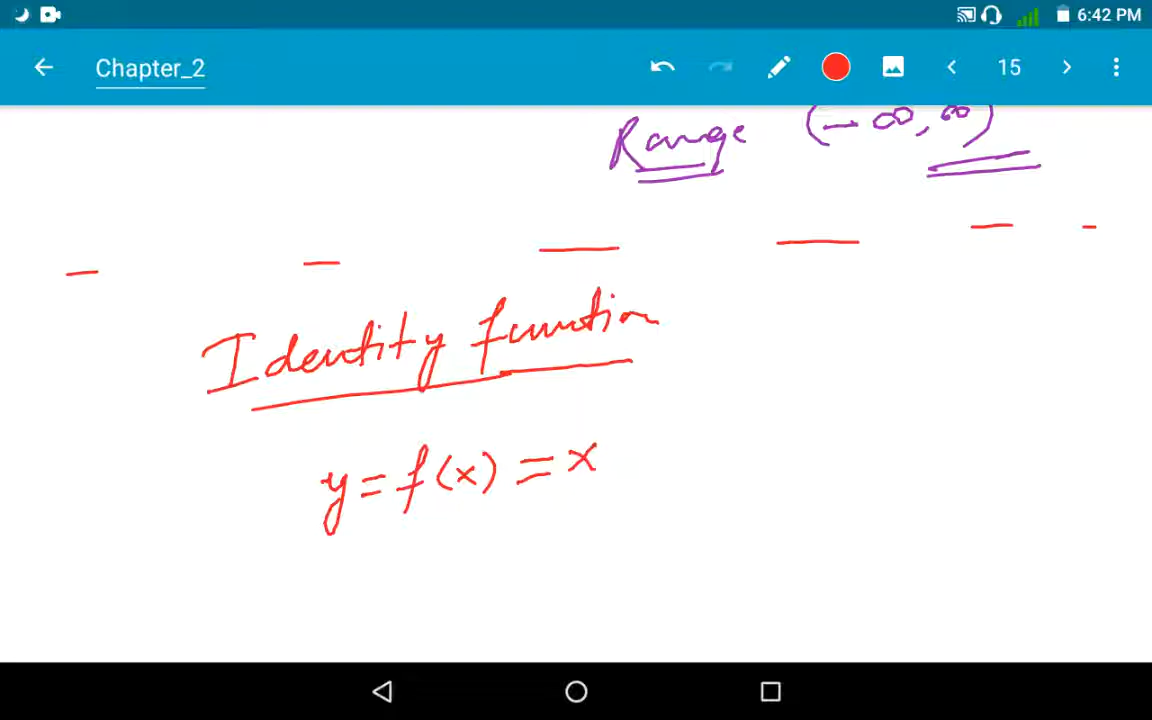 6:42 PM
Chapter_2
15
Range (-∞, ∞)
Identity function
y = f(x) = x